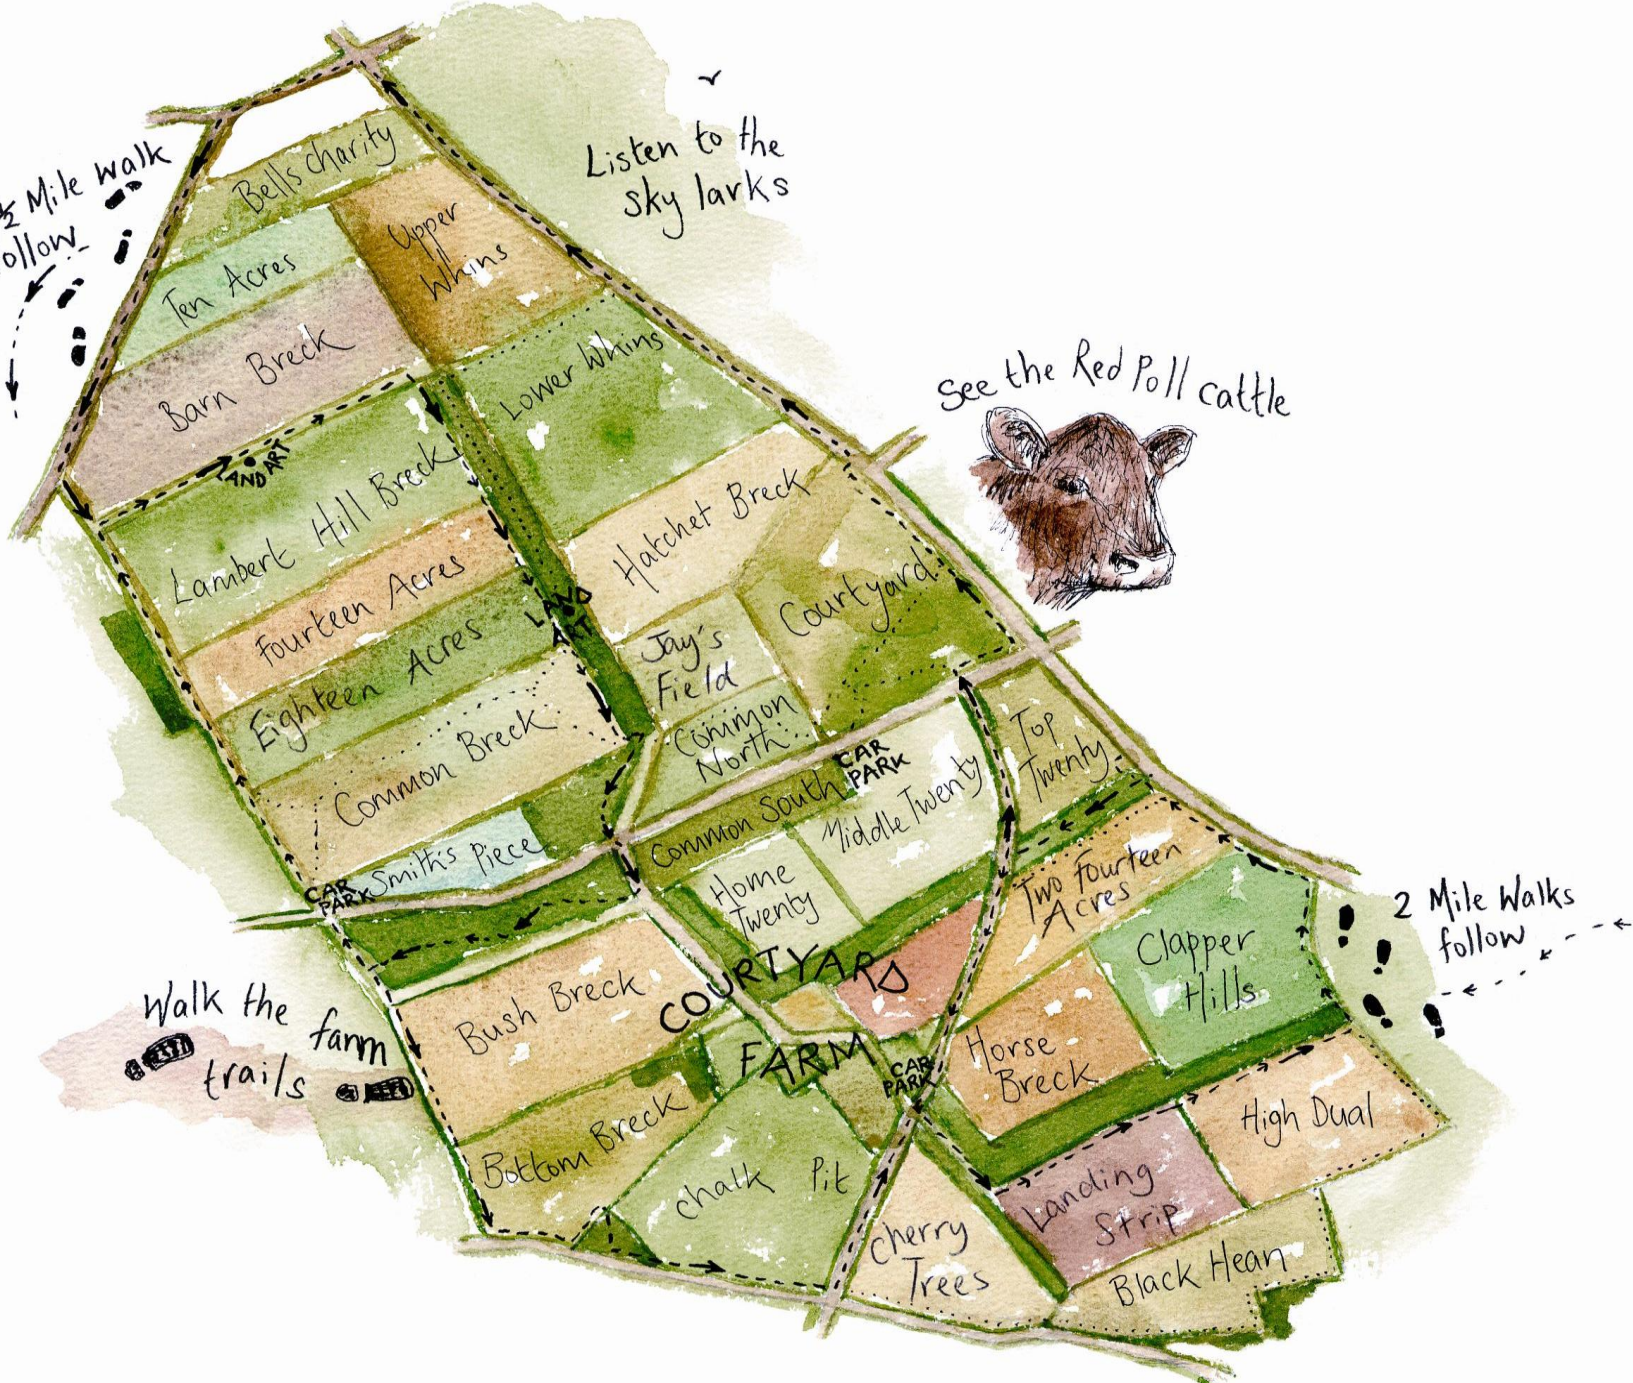 ½ Mile walk
follow
Listen to the
sky larks
See the Red Poll cattle
Bells charity
Upper
Whins
Ten Acres
Barn Breck
Lower Whins
LAND ART
Lambert Hill Breck
Hatchet Breck
Fourteen Acres
Courtyard
LAND
ART
Jay's
Field
Eighteen Acres
Common
North
Common Breck
Top
Twenty
CAR
PARK
Middle Twenty
Common South
Smith's Piece
Home
Twenty
CAR
PARK
Two Fourteen
Acres
2 Mile Walks
follow
Clapper
Hills
COURTYARD
FARM
Bush Breck
Walk the farm
trails
CAR
PARK
Horse
Breck
High Dual
Bottom Breck
Chalk Pit
Landing
Strip
Cherry
Trees
Black Hean